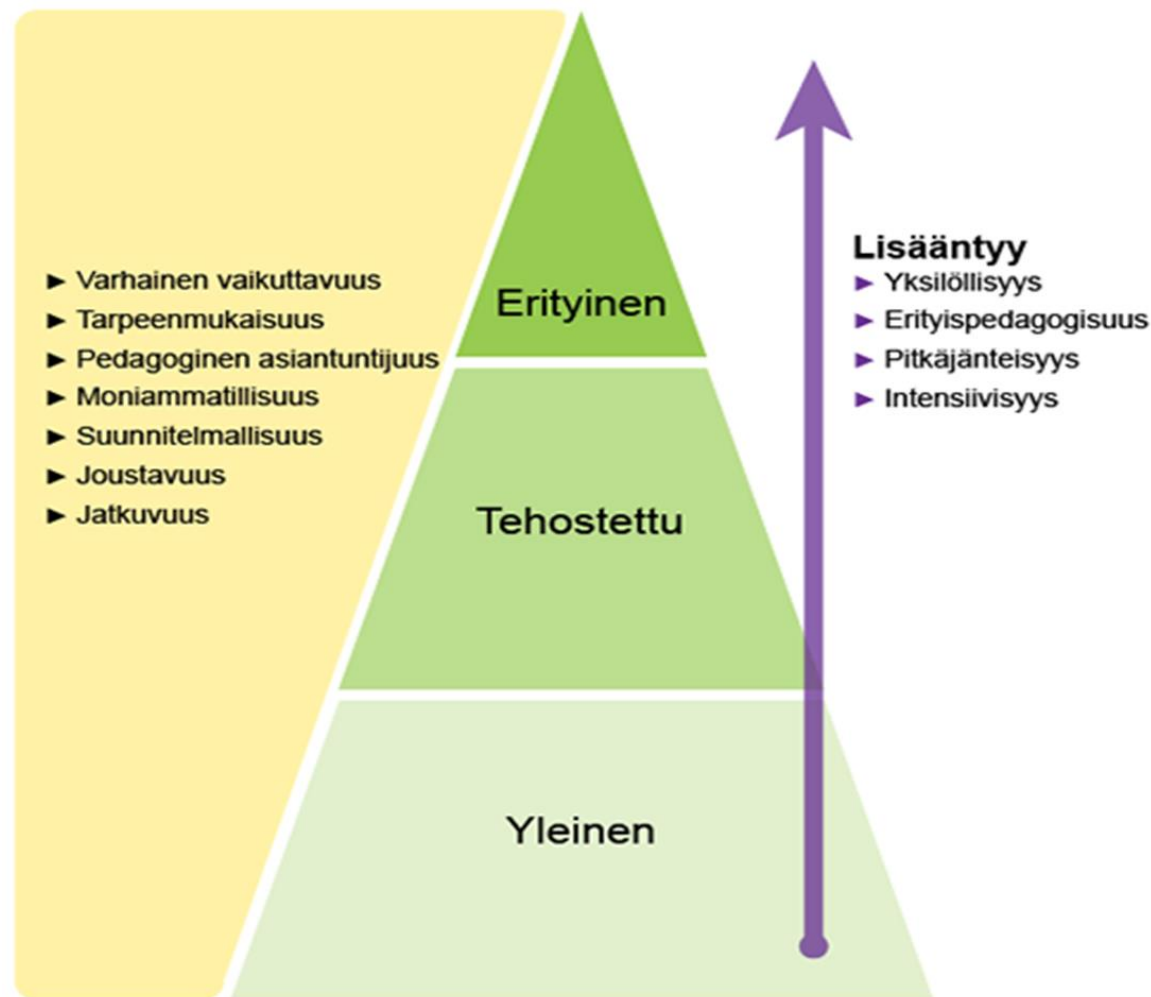 ► Varhainen vaikuttavuus
► Tarpeenmukaisuus
► Pedagoginen asiantuntijuus
► Moniammatillisuus
► Suunnitelmallisuus
► Joustavuus
► Jatkuvuus
Erityinen
Tehostettu
Yleinen
Lisääntyy
► Yksilöllisyys
► Erityispedagogisuus
► Pitkäjänteisyys
► Intensiivisyys